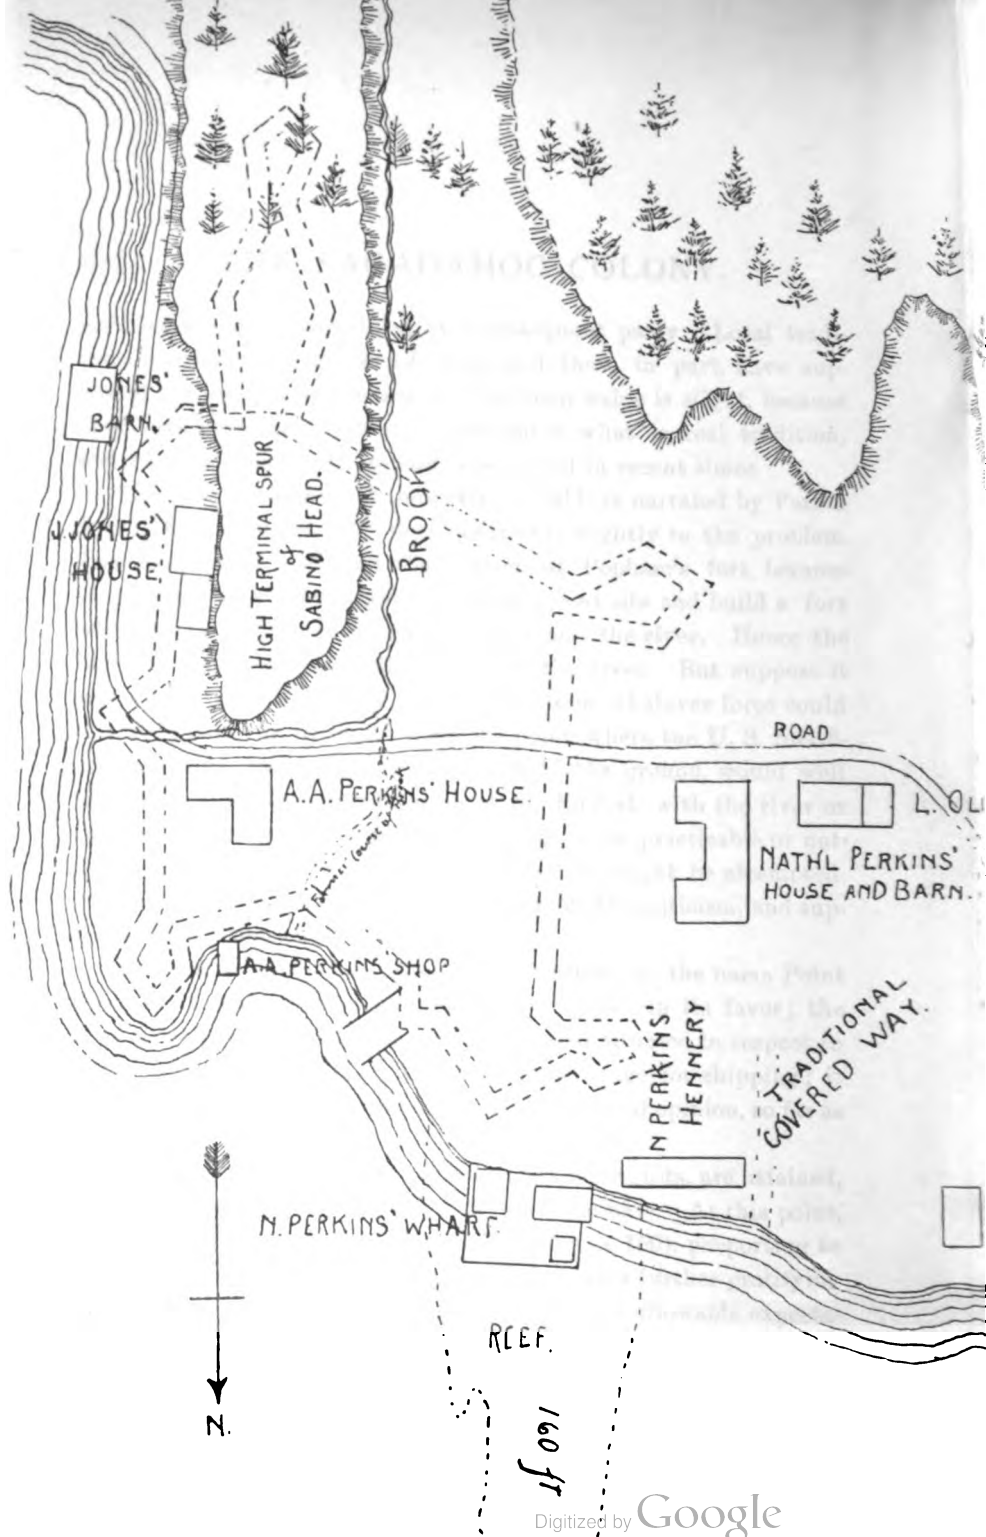 JONES'
BARN.
J. JONES'
HOUSE.
HIGH TERMINAL SPUR
of
SABINO HEAD.
BROOK
ROAD
A.A. PERKINS' HOUSE
L.
NATHL. PERKINS'
HOUSE AND BARN.
A.A. PERKINS SHOP
N PERKINS
HENNERY
TRADITIONAL
COVERED WAY.
N. PERKINS' WHARF.
REEF.
160 ft
N.
Digitized by Google